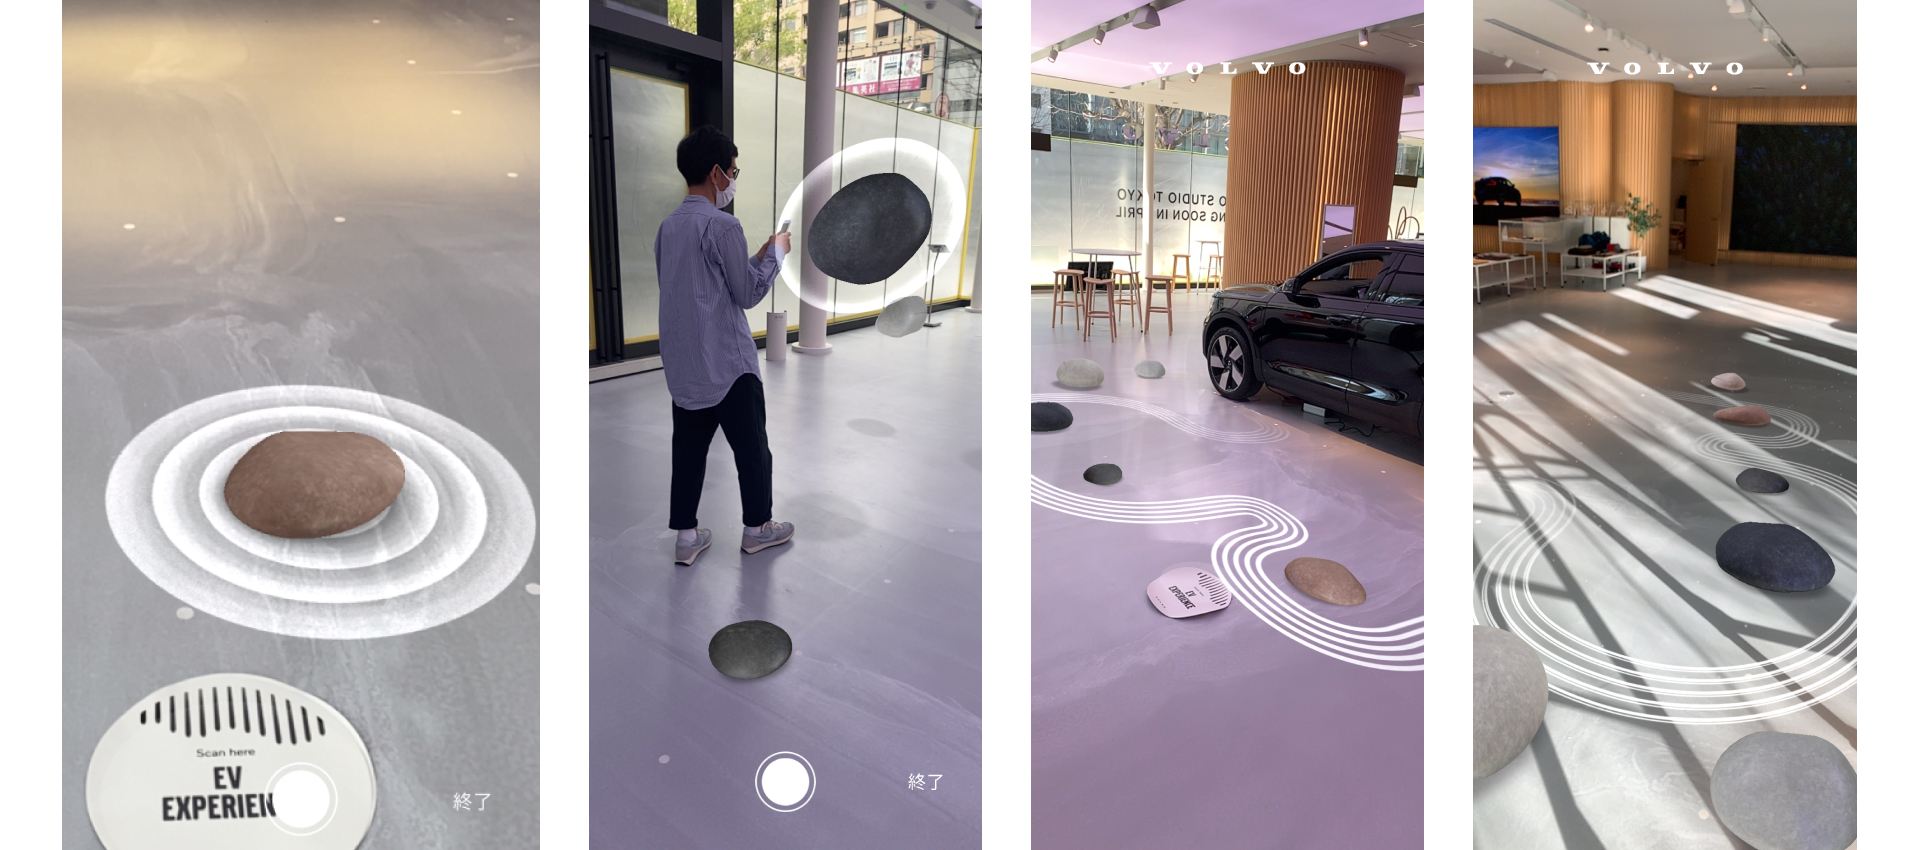 Scan here
EV
EXPERIEN
終了
終了
VOLVO
O STUDIO TOKYO
NG SOON IN APRIL
EV
EXPERIENCE
VOLVO